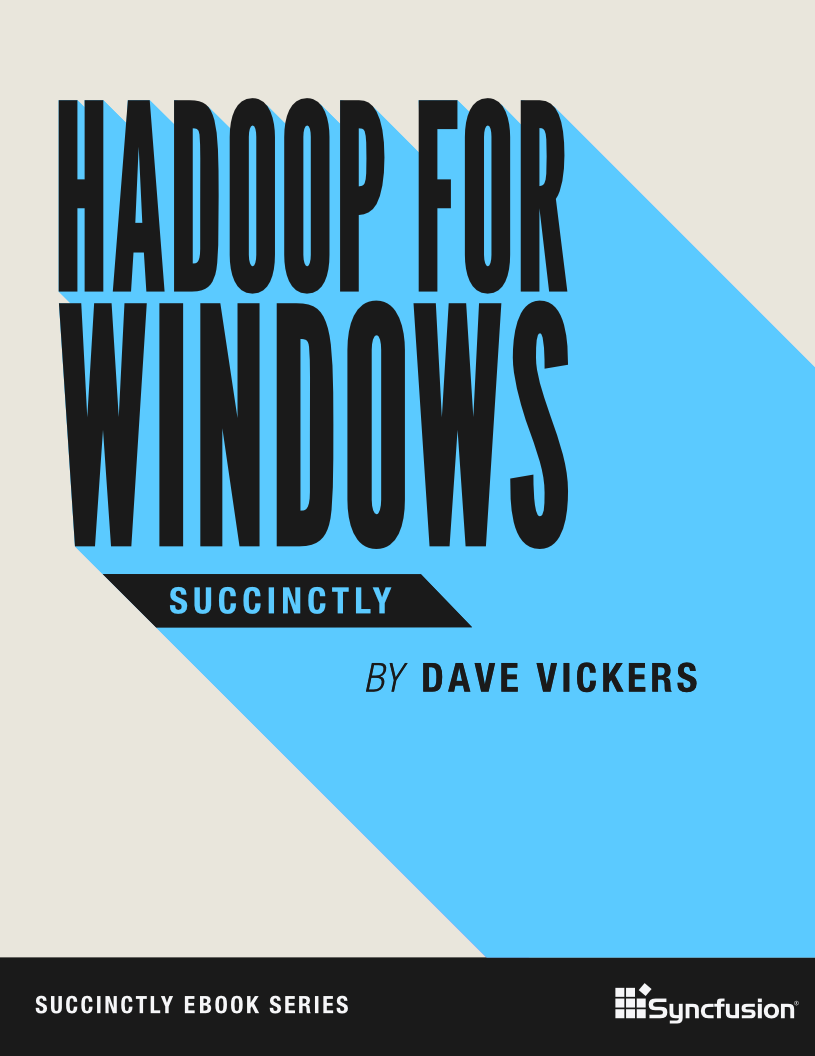 HADOOP FOR
WINDOWS
SUCCINCTLY
BY DAVE VICKERS
SUCCINCTLY EBOOK SERIES
Syncfusion®